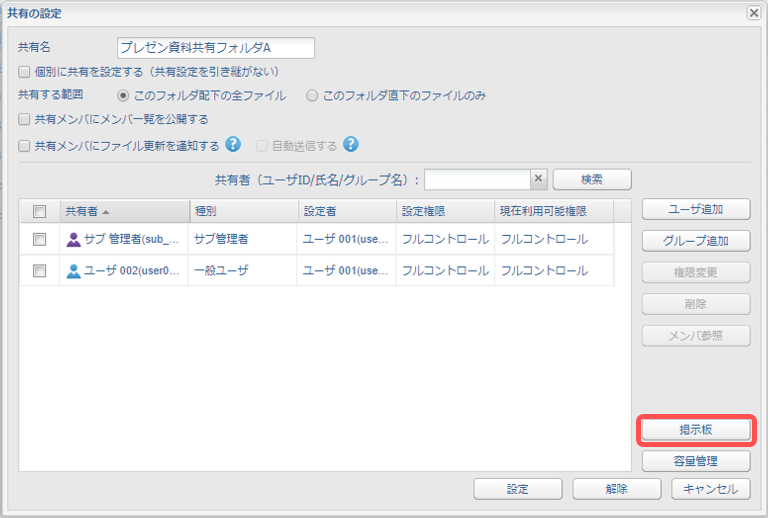 共有の設定
共有名 プレゼン資料共有フォルダA
個別に共有を設定する（共有設定を引き継がない）
共有する範囲 このフォルダ配下の全ファイル このフォルダ直下のファイルのみ
共有メンバにメンバ一覧を公開する
共有メンバにファイル更新を通知する ? 自動送信する ?
共有者（ユーザID/氏名/グループ名）： 検索
共有者 種別 設定者 設定権限 現在利用可能権限
サブ 管理者(sub_... サブ管理者 ユーザ 001(use... フルコントロール フルコントロール
ユーザ 002(user0... 一般ユーザ ユーザ 001(use... フルコントロール フルコントロール
ユーザ追加
グループ追加
権限変更
削除
メンバ参照
掲示板
容量管理
設定 解除 キャンセル